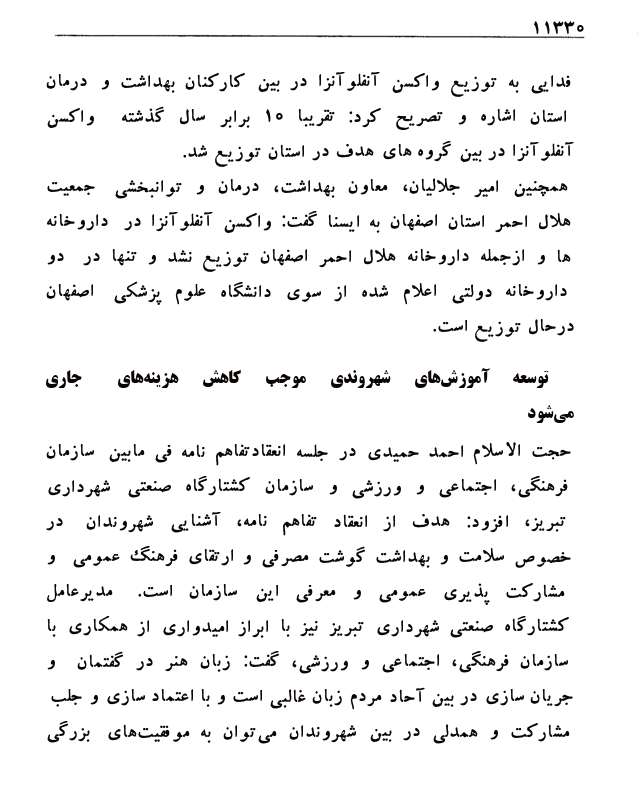 ۱۱۳۳۰
فدایی به توزیع واکسن آنفلوآنزا در بین کارکنان بهداشت و درمان
استان اشاره و تصریح کرد: تقریبا ۱۰ برابر سال گذشته واکسن
آنفلوآنزا در بین گروه های هدف در استان توزیع شد.
همچنین امیر جلالیان، معاون بهداشت، درمان و توانبخشی جمعیت
هلال احمر استان اصفهان به ایسنا گفت: واکسن آنفلوآنزا در داروخانه
ها و ازجمله داروخانه هلال احمر اصفهان توزیع نشد و تنها در دو
داروخانه دولتی اعلام شده از سوی دانشگاه علوم پزشکی اصفهان
درحال توزیع است.
توسعه آموزش‌های شهروندی موجب کاهش هزینه‌های جاری
می‌شود
حجت الاسلام احمد حمیدی در جلسه انعقادتفاهم نامه فی مابین سازمان
فرهنگی، اجتماعی و ورزشی و سازمان کشتارگاه صنعتی شهرداری
تبریز، افزود: هدف از انعقاد تفاهم نامه، آشنایی شهروندان در
خصوص سلامت و بهداشت گوشت مصرفی و ارتقای فرهنگ عمومی و
مشارکت پذیری عمومی و معرفی این سازمان است. مدیرعامل
کشتارگاه صنعتی شهرداری تبریز نیز با ابراز امیدواری از همکاری با
سازمان فرهنگی، اجتماعی و ورزشی، گفت: زبان هنر در گفتمان و
جریان سازی در بین آحاد مردم زبان غالبی است و با اعتماد سازی و جلب
مشارکت و همدلی در بین شهروندان می‌توان به موفقیت‌های بزرگی